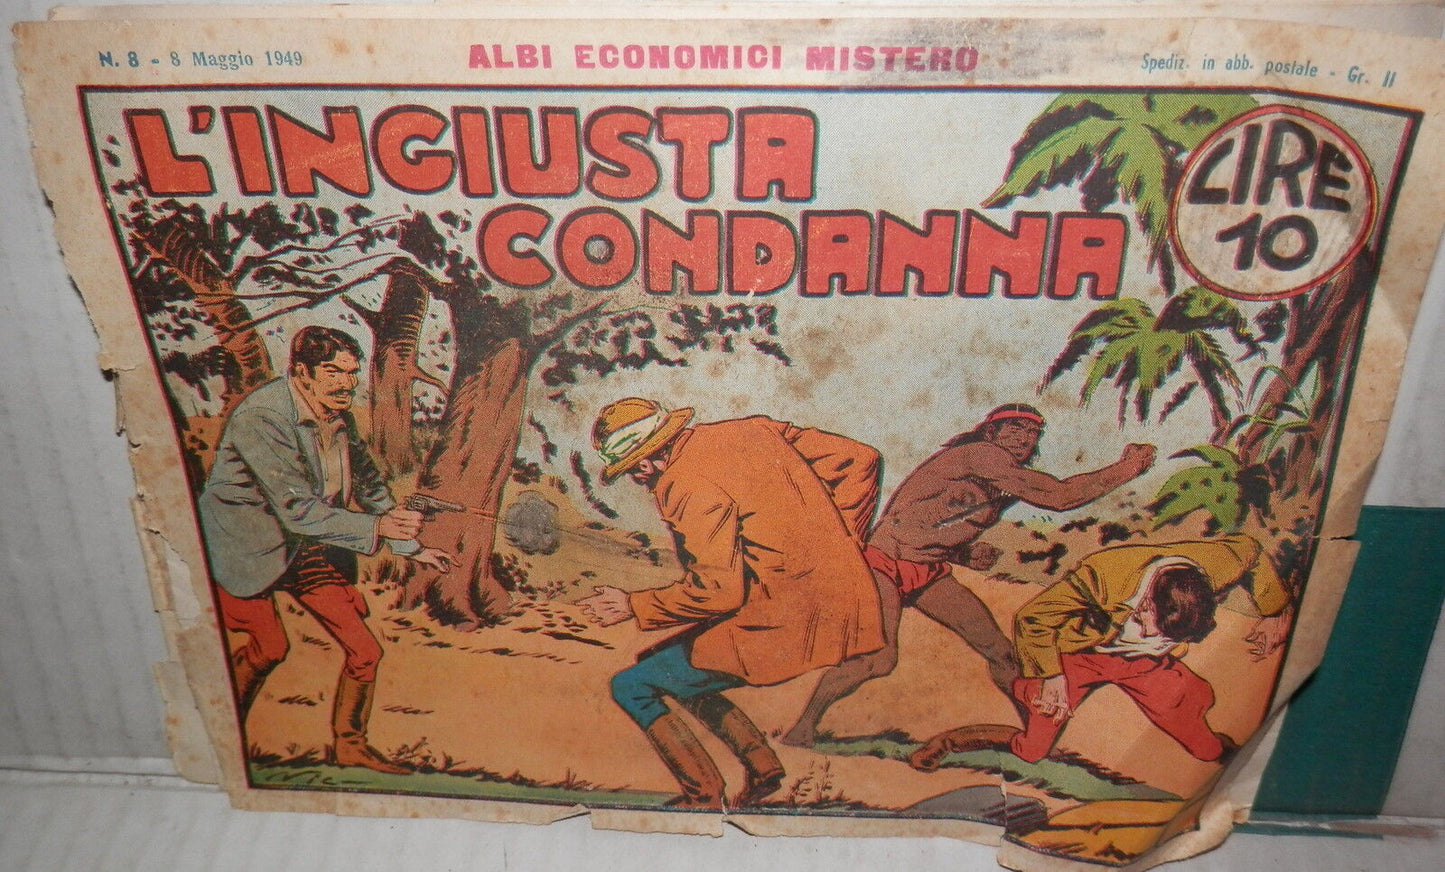 N. 8 - 8 Maggio 1949
ALBI ECONOMICI MISTERO
Spediz. in abb. postale - Gr. II
L'INGIUSTA
CONDANNA
LIRE
10